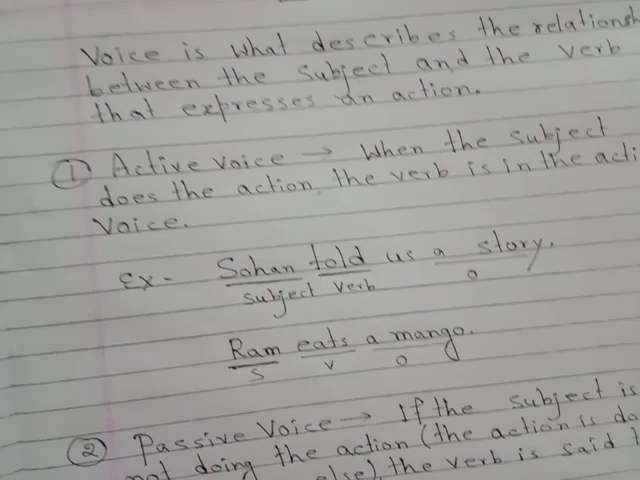 Voice is what describes the relationsh
between the subject and the verb
that expresses an action.
① Active voice → When the subject
does the action, the verb is in the acti
Voice.
Ex- Sohan told us a story.
subject verb o
Ram eats a mango.
S v o
② Passive Voice → If the subject is
not doing the action (the action is do
else), the verb is said t